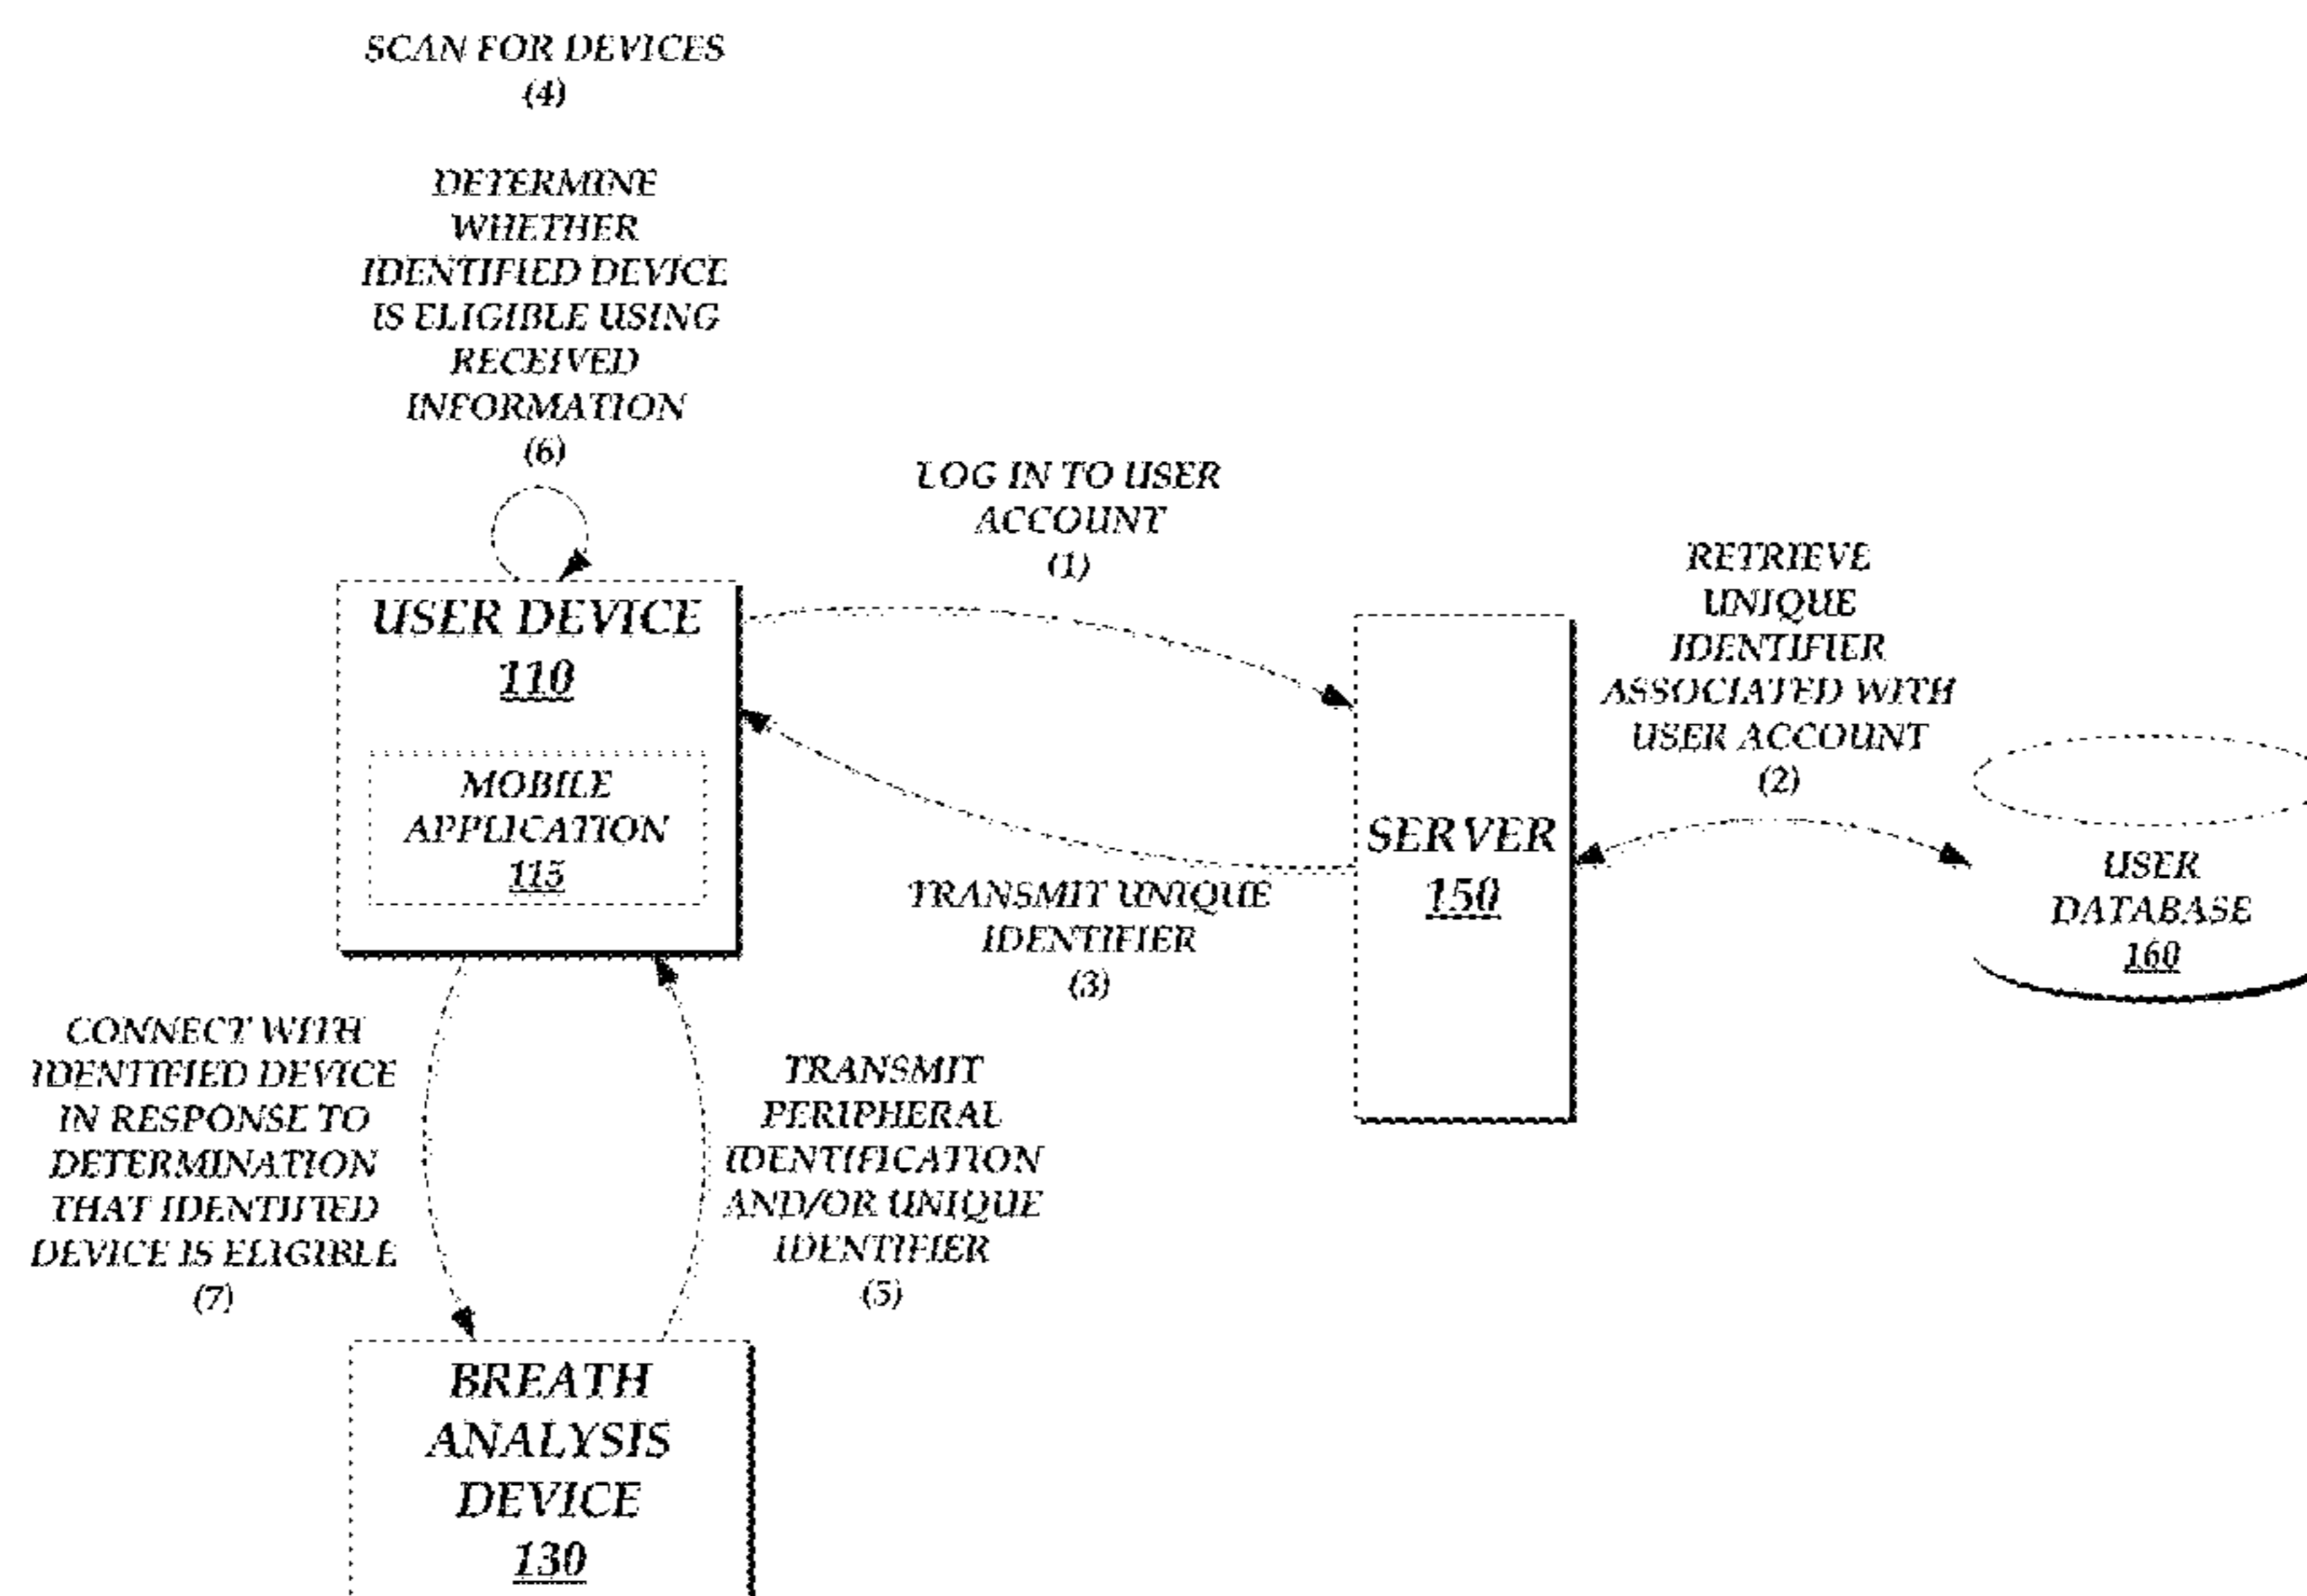 SCAN FOR DEVICES
(4)
DETERMINE
WHETHER
IDENTIFIED DEVICE
IS ELIGIBLE USING
RECEIVED
INFORMATION
(6)
LOG IN TO USER
ACCOUNT
(1)
RETRIEVE
UNIQUE
IDENTIFIER
ASSOCIATED WITH
USER ACCOUNT
(2)
USER DEVICE
110
MOBILE
APPLICATION
115
SERVER
150
USER
DATABASE
160
TRANSMIT UNIQUE
IDENTIFIER
(3)
CONNECT WITH
IDENTIFIED DEVICE
IN RESPONSE TO
DETERMINATION
THAT IDENTIFIED
DEVICE IS ELIGIBLE
(7)
TRANSMIT
PERIPHERAL
IDENTIFICATION
AND/OR UNIQUE
IDENTIFIER
(5)
BREATH
ANALYSIS
DEVICE
130